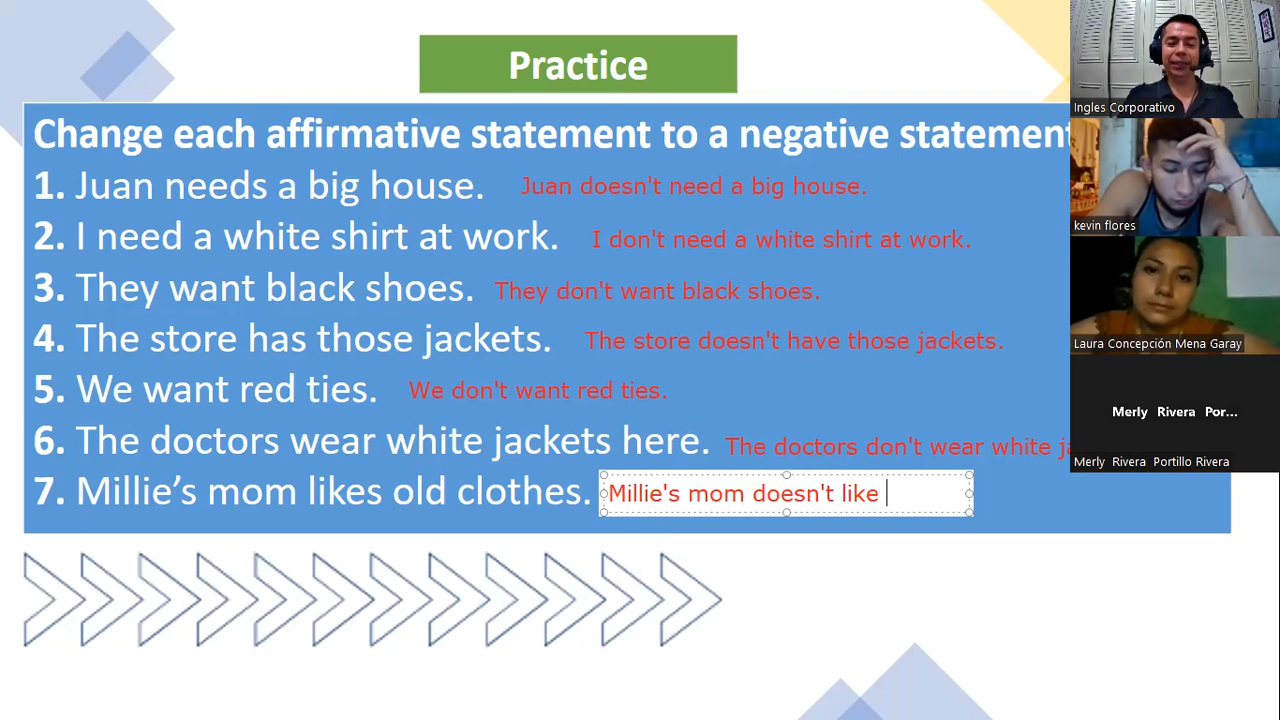 Practice
Change each affirmative statement to a negative statement
1. Juan needs a big house. Juan doesn't need a big house.
2. I need a white shirt at work. I don't need a white shirt at work.
3. They want black shoes. They don't want black shoes.
4. The store has those jackets. The store doesn't have those jackets.
5. We want red ties. We don't want red ties.
6. The doctors wear white jackets here. The doctors don't wear white
7. Millie’s mom likes old clothes. Millie's mom doesn't like
Ingles Corporativo
kevin flores
Laura Concepción Mena Garay
Merly Rivera Por...
Merly Rivera Portillo Rivera